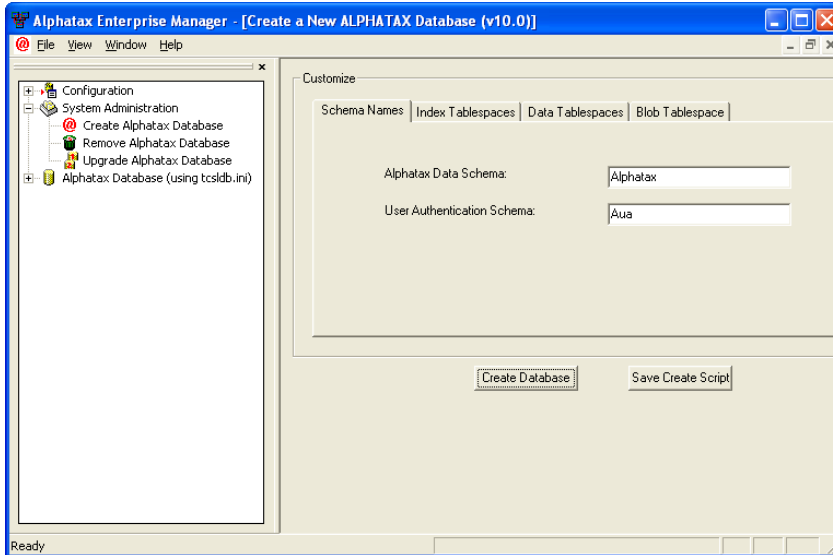 Alphatax Enterprise Manager - [Create a New ALPHATAX Database (v10.0)]
File View Window Help
Configuration
System Administration
Create Alphatax Database
Remove Alphatax Database
Upgrade Alphatax Database
Alphatax Database (using tcsldb.ini)
Customize
Schema Names Index Tablespaces Data Tablespaces Blob Tablespace
Alphatax Data Schema: Alphatax
User Authentication Schema: Aua
Create Database Save Create Script
Ready